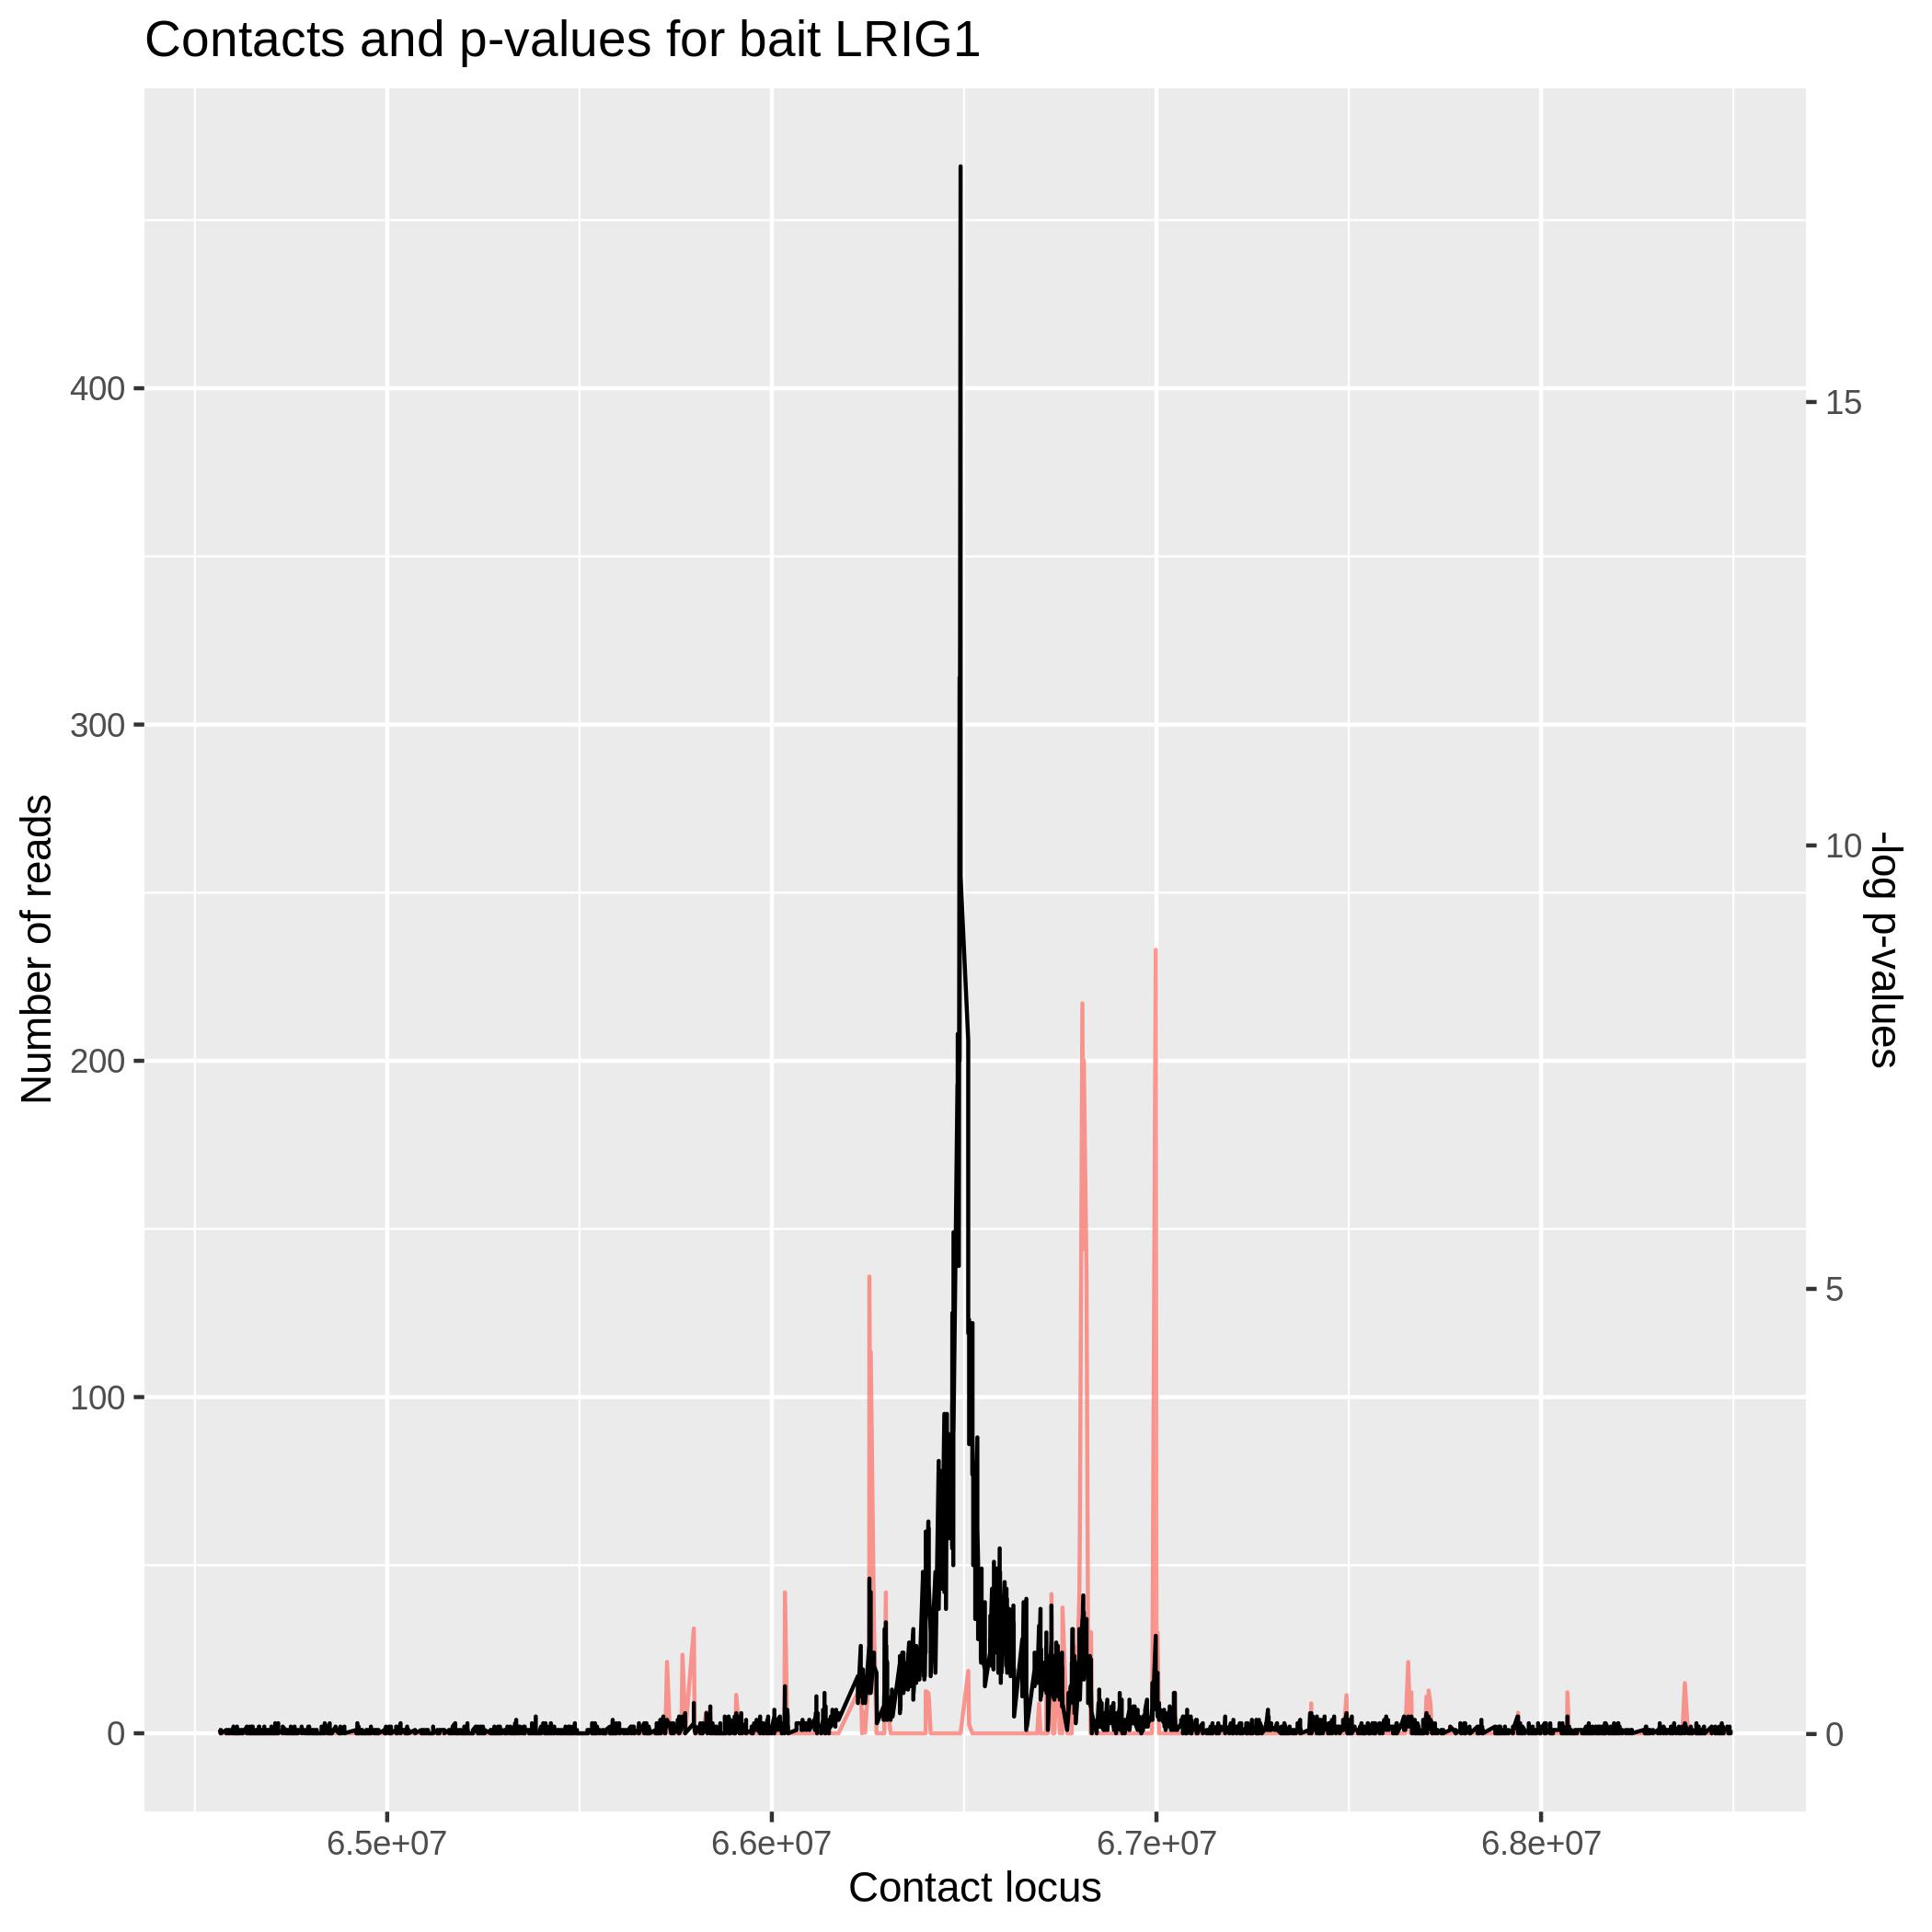 Contacts and p-values for bait LRIG1
Number of reads
400
300
200
100
0
15
10
5
0
-log p-values
6.5e+07
6.6e+07
6.7e+07
6.8e+07
Contact locus